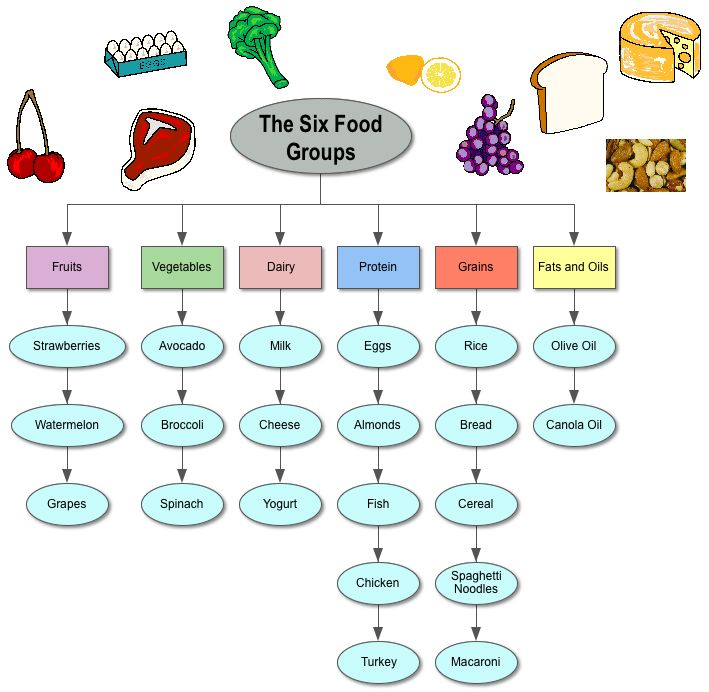 EGGS
The Six Food
Groups
Fruits
Vegetables
Dairy
Protein
Grains
Fats and Oils
Strawberries
Avocado
Milk
Eggs
Rice
Olive Oil
Watermelon
Broccoli
Cheese
Almonds
Bread
Canola Oil
Grapes
Spinach
Yogurt
Fish
Cereal
Chicken
Spaghetti
Noodles
Turkey
Macaroni